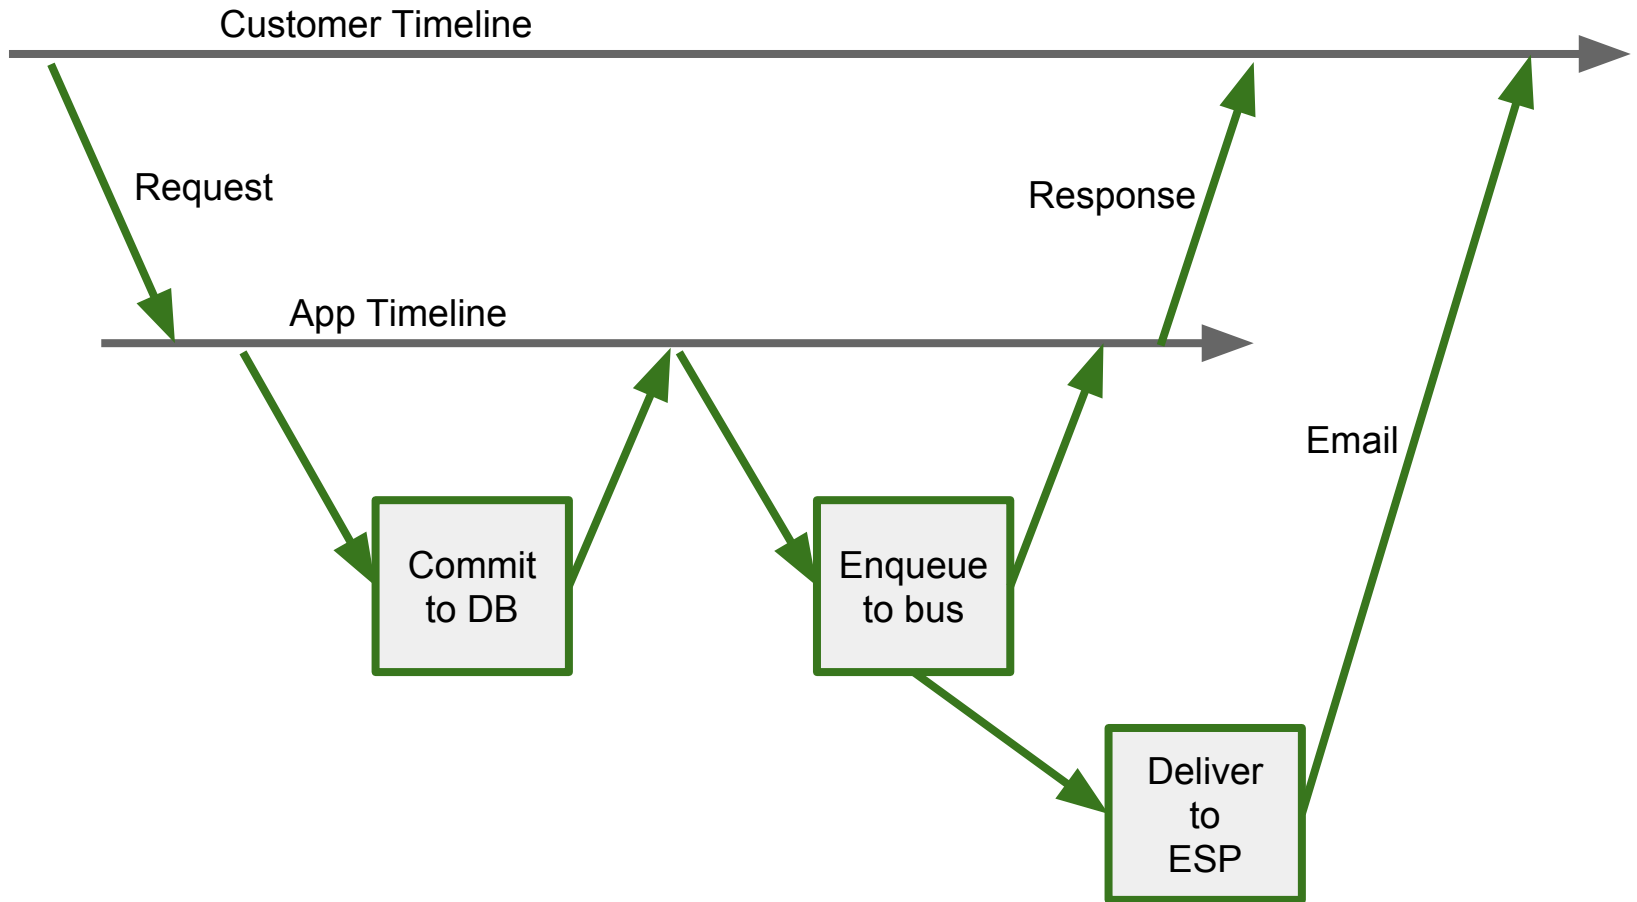 Customer Timeline
Request
Response
App Timeline
Email
Commit
to DB
Enqueue
to bus
Deliver
to
ESP